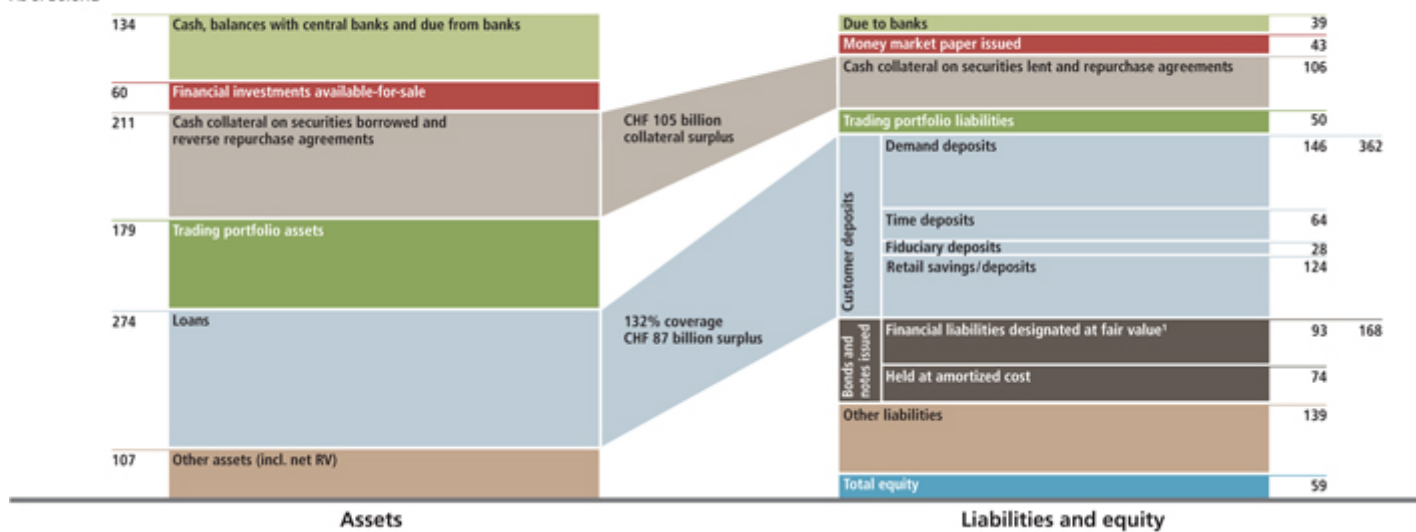 134 Cash, balances with central banks and due from banks
60 Financial investments available-for-sale
211 Cash collateral on securities borrowed and
reverse repurchase agreements
179 Trading portfolio assets
274 Loans
107 Other assets (incl. net RV)
CHF 105 billion
collateral surplus
132% coverage
CHF 87 billion surplus
Due to banks 39
Money market paper issued 43
Cash collateral on securities lent and repurchase agreements 106
Trading portfolio liabilities 50
Customer deposits
Demand deposits 146 362
Time deposits 64
Fiduciary deposits 28
Retail savings/deposits 124
Bonds and
notes issued
Financial liabilities designated at fair value¹ 93 168
Held at amortized cost 74
Other liabilities 139
Total equity 59
Assets
Liabilities and equity